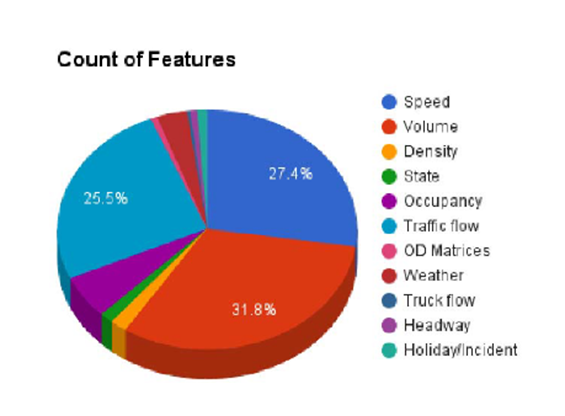 Count of Features
27.4%
25.5%
31.8%
Speed
Volume
Density
State
Occupancy
Traffic flow
OD Matrices
Weather
Truck flow
Headway
Holiday/Incident